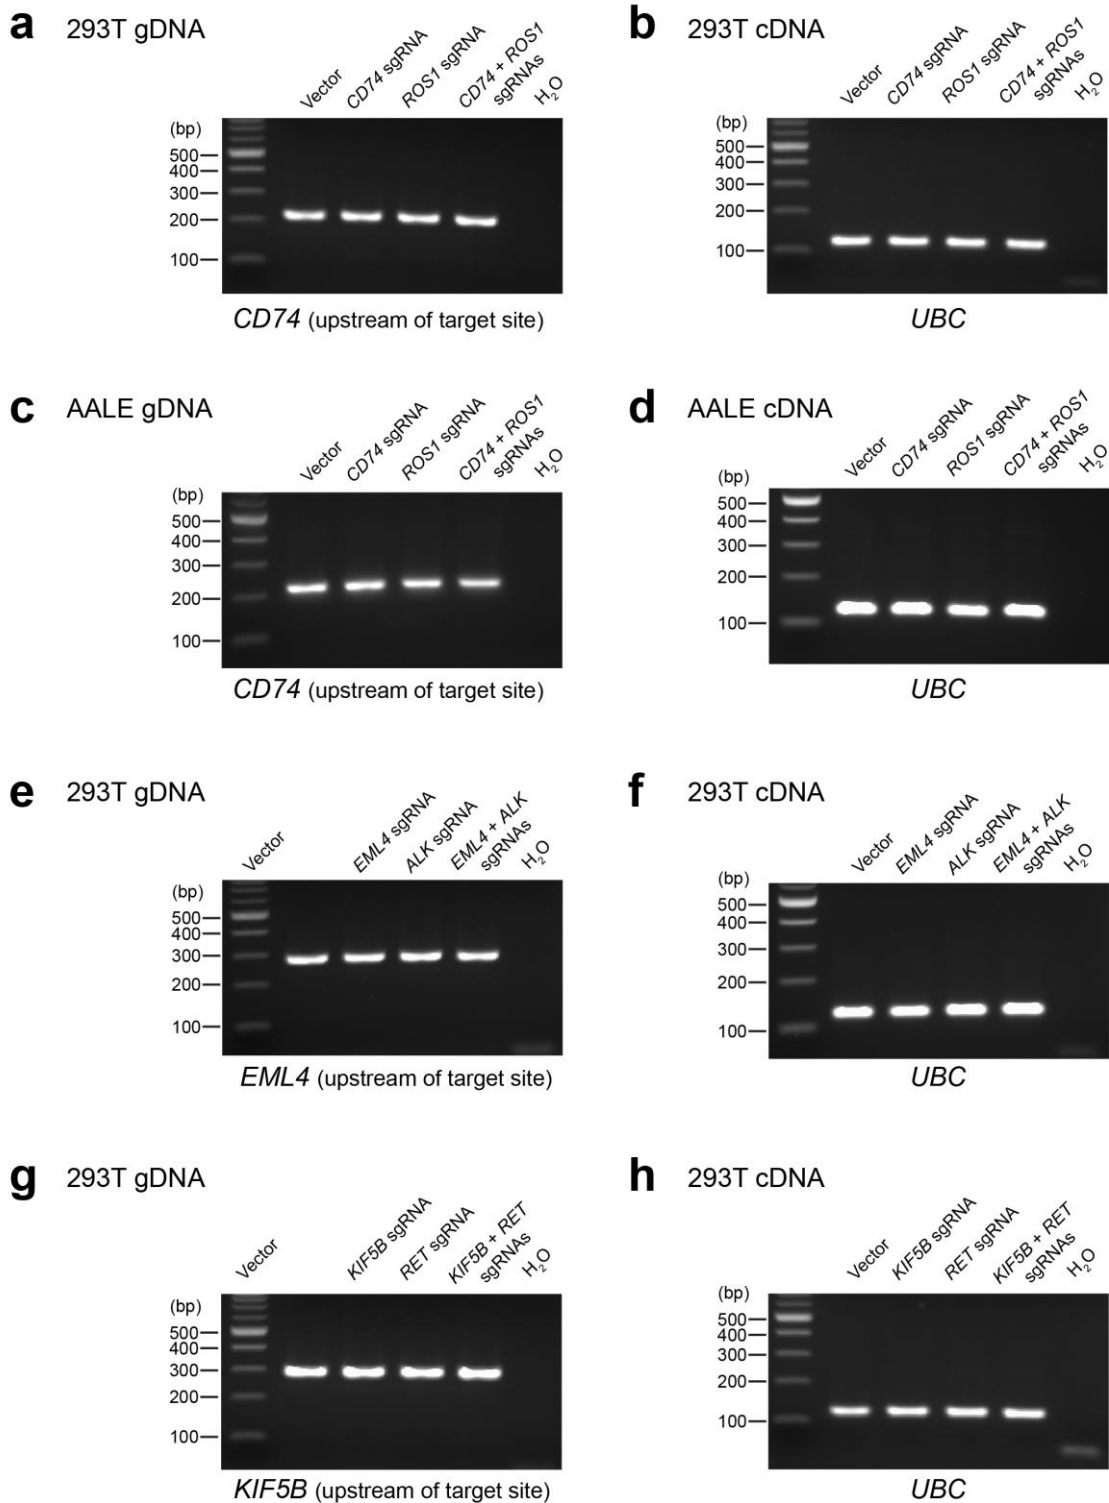 a 293T gDNA
Vector
CD74 sgRNA
ROS1 sgRNA
CD74 + ROS1
sgRNAs
H₂O
(bp)
500
400
300
200
100
CD74 (upstream of target site)
b 293T cDNA
Vector
CD74 sgRNA
ROS1 sgRNA
CD74 + ROS1
sgRNAs
H₂O
(bp)
500
400
300
200
100
UBC
c AALE gDNA
Vector
CD74 sgRNA
ROS1 sgRNA
CD74 + ROS1
sgRNAs
H₂O
(bp)
500
400
300
200
100
CD74 (upstream of target site)
d AALE cDNA
Vector
CD74 sgRNA
ROS1 sgRNA
CD74 + ROS1
sgRNAs
H₂O
(bp)
500
400
300
200
100
UBC
e 293T gDNA
Vector
EML4 sgRNA
ALK sgRNA
EML4 + ALK
sgRNAs
H₂O
(bp)
500
400
300
200
100
EML4 (upstream of target site)
f 293T cDNA
Vector
EML4 sgRNA
ALK sgRNA
EML4 + ALK
sgRNAs
H₂O
(bp)
500
400
300
200
100
UBC
g 293T gDNA
Vector
KIF5B sgRNA
RET sgRNA
KIF5B + RET
sgRNAs
H₂O
(bp)
500
400
300
200
100
KIF5B (upstream of target site)
h 293T cDNA
Vector
KIF5B sgRNA
RET sgRNA
KIF5B + RET
sgRNAs
H₂O
(bp)
500
400
300
200
100
UBC